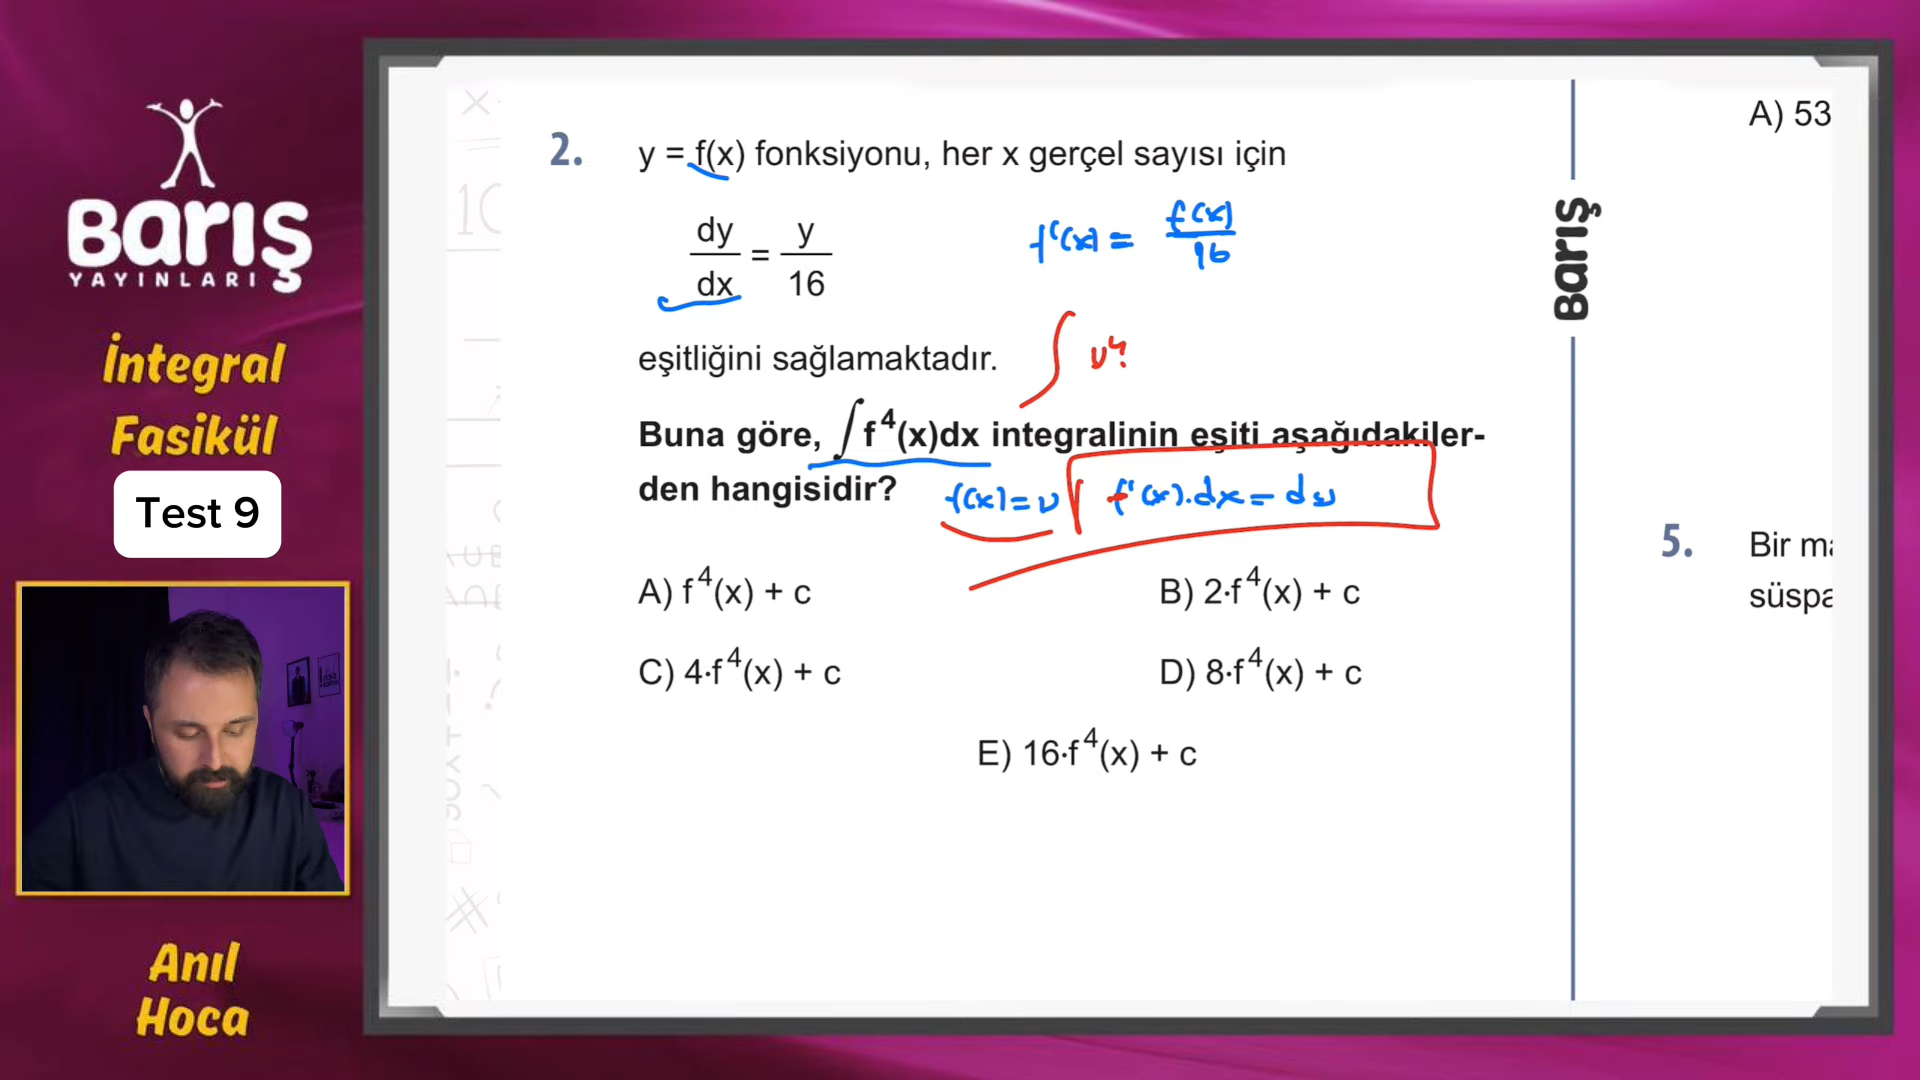 BARIŞ
YAYINLARI
İntegral
Fasikül
Test 9
Anıl
Hoca
2. y = f(x) fonksiyonu, her x gerçel sayısı için
dy/dx = y/16
f'(x) = f(x)/16
eşitliğini sağlamaktadır.
∫ u⁴
Buna göre, ∫f⁴(x)dx integralinin eşiti aşağıdakiler-
den hangisidir?
f(x)=u f'(x).dx=du
A) f⁴(x) + c
B) 2·f⁴(x) + c
C) 4·f⁴(x) + c
D) 8·f⁴(x) + c
E) 16·f⁴(x) + c
Barış
A) 53
5. Bir